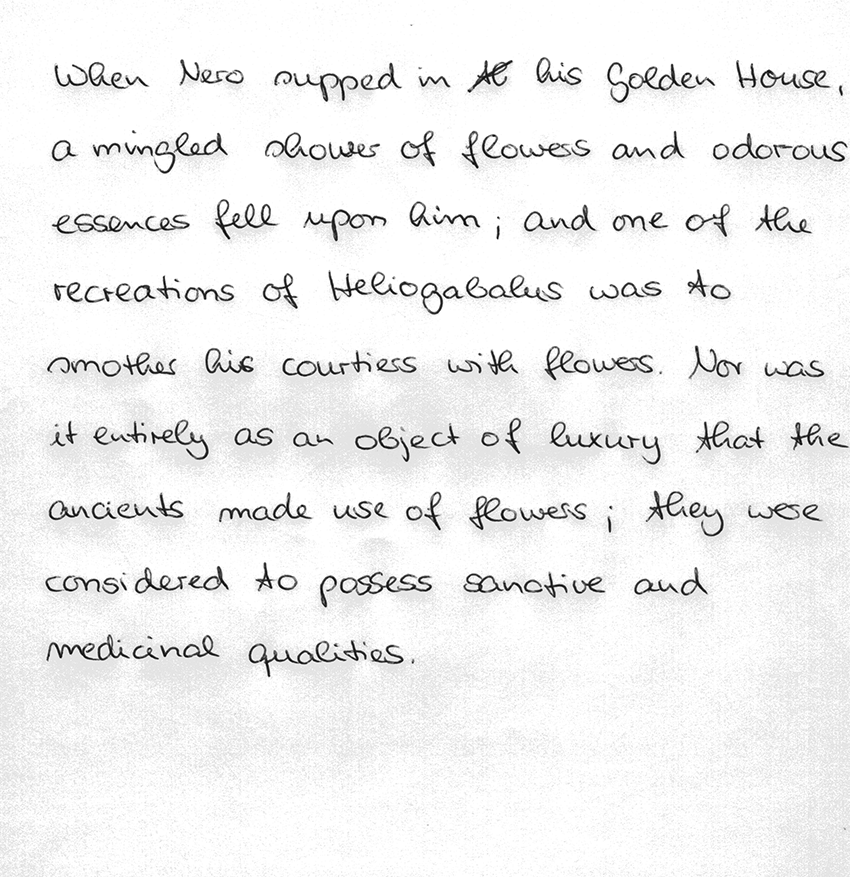 When Nero supped in his Golden House,
a mingled shower of flowers and odorous
essences fell upon him; and one of the
recreations of Heliogabalus was to
smother his courtiers with flowers. Nor was
it entirely as an object of luxury that the
ancients made use of flowers; they were
considered to possess sanative and
medicinal qualities.